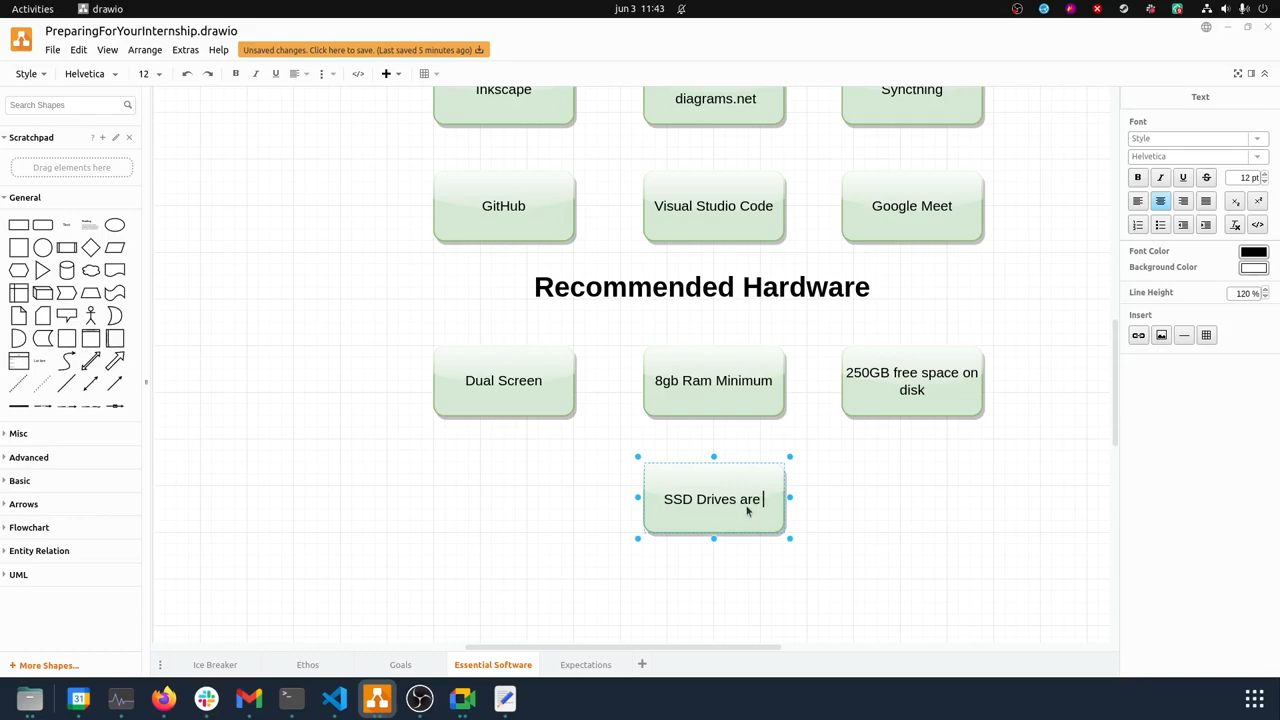 Activities
drawio
jun 3 11:43
PreparingForYourInternship.drawio
File Edit View Arrange Extras Help
Unsaved changes. Click here to save. (Last saved 5 minutes ago)
Style Helvetica 12
B I U
Search Shapes
Scratchpad
?
Drag elements here
General
Misc
Advanced
Basic
Arrows
Flowchart
Entity Relation
UML
+ More Shapes...
Inkscape
diagrams.net
Syncthing
GitHub
Visual Studio Code
Google Meet
Recommended Hardware
Dual Screen
8gb Ram Minimum
250GB free space on
disk
SSD Drives are
Ice Breaker
Ethos
Goals
Essential Software
Expectations
Text
Font
Style
Helvetica
B I U S
12 pt
Font Color
Background Color
Line Height
120 %
Insert
31